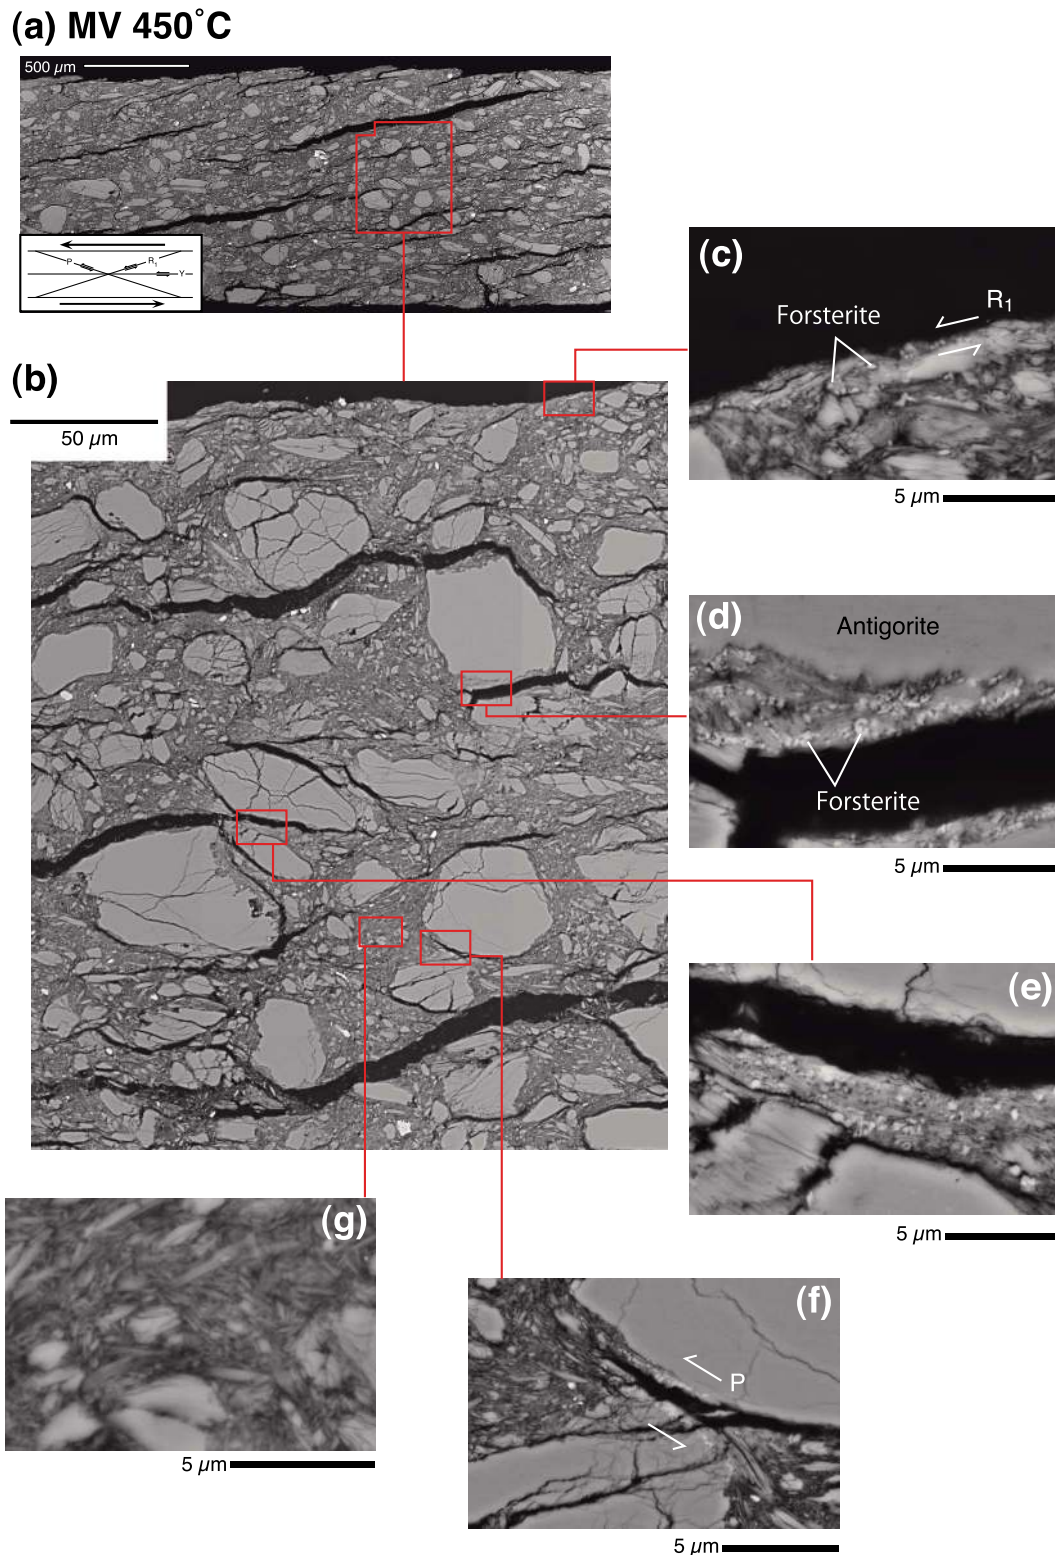 (a) MV 450˚C
500 µm
P
R1
Y
(c)
Forsterite
R1
5 µm
(b)
50 µm
(d)
Antigorite
Forsterite
5 µm
(e)
5 µm
(g)
5 µm
(f)
P
5 µm